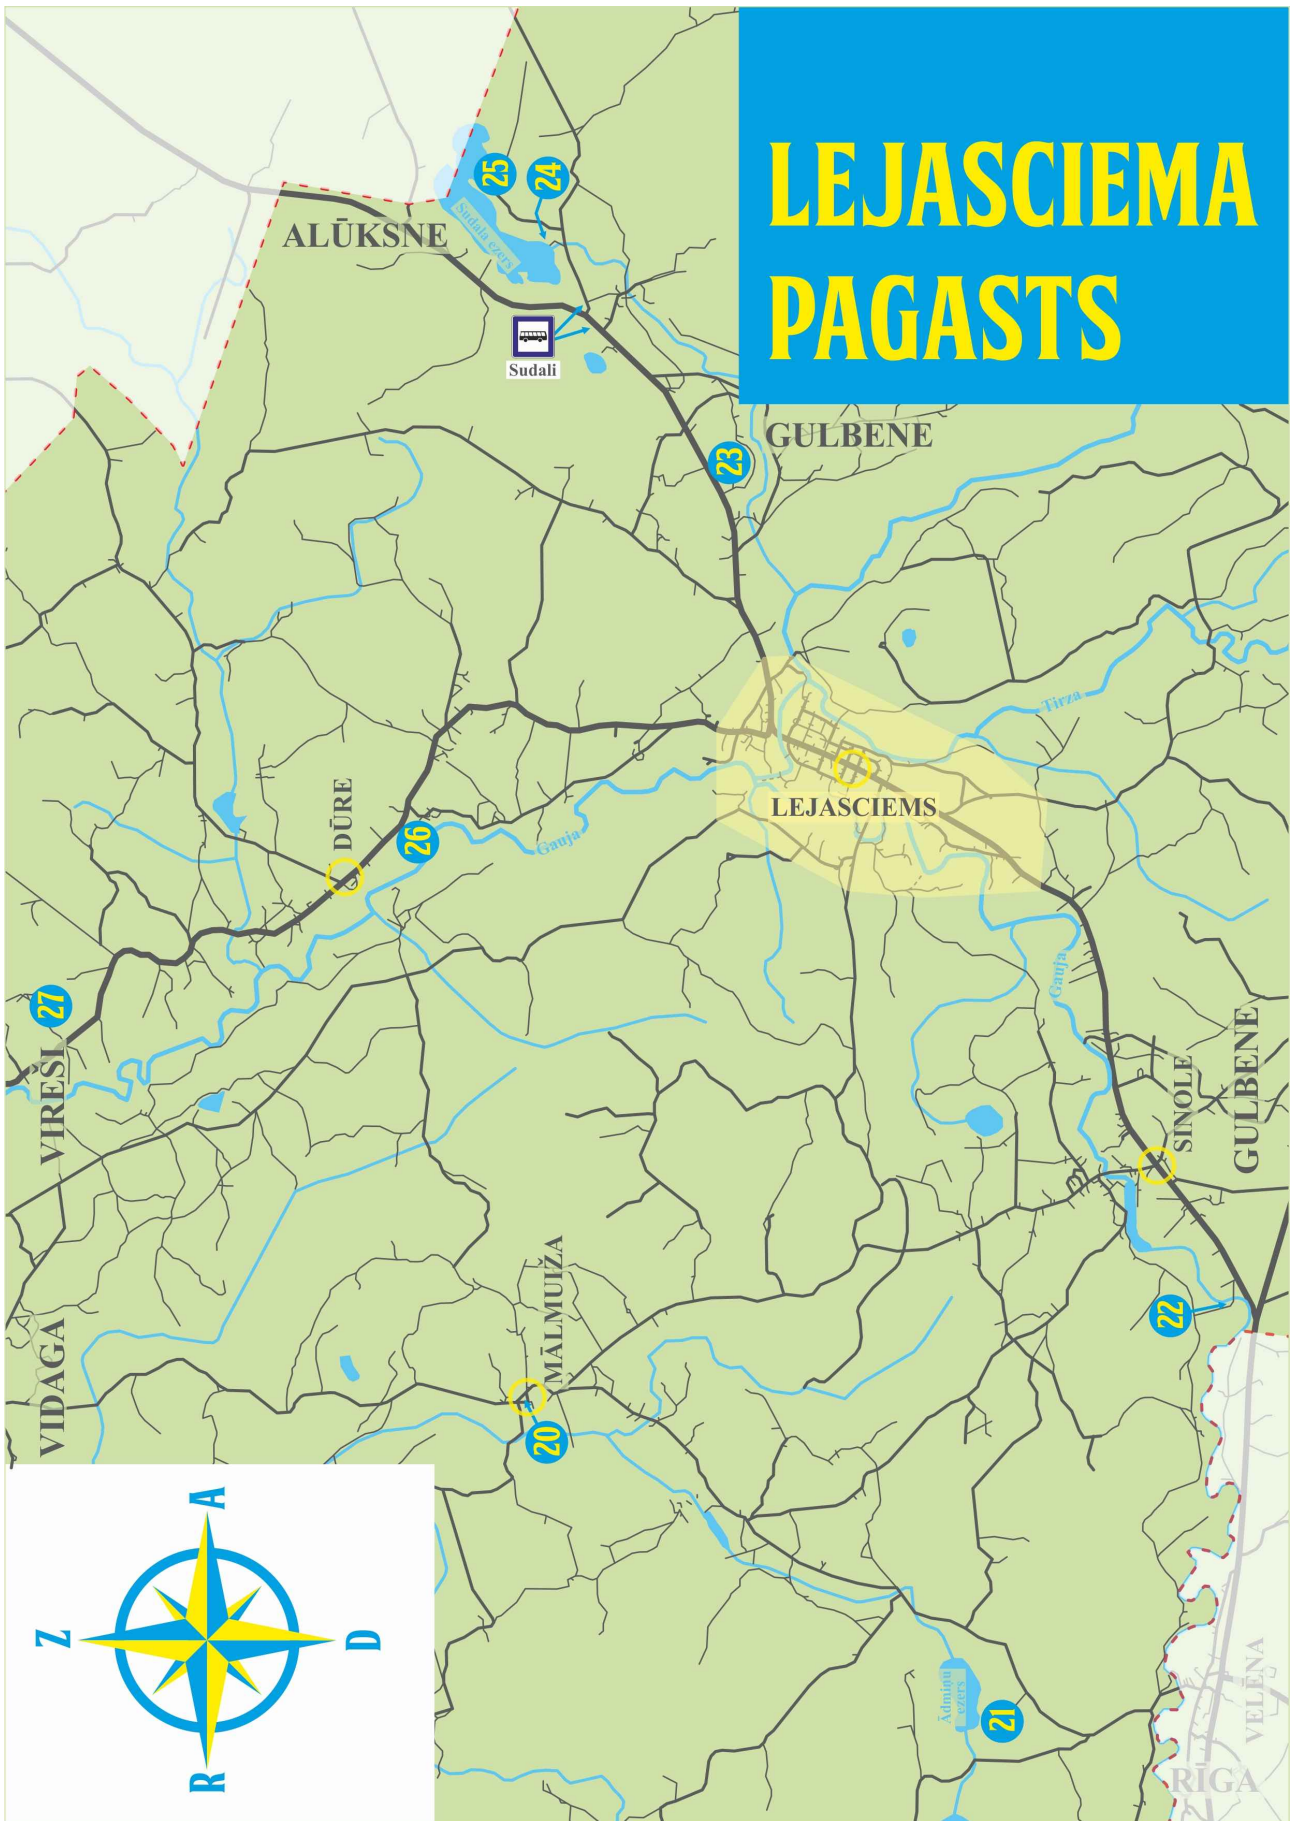 LEJASCIEMA
PAGASTS
25
24
Sudala ezers
ALŪKSNE
Sudali
GULBENE
23
Tirza
LEJASCIEMS
DŪRE
26
Gauja
27
VIREŠI
Gauja
SINOLE
GULBENE
22
MĀLMUIŽA
VIDAGA
20
A
Z
D
R
Ādmiņu
ezers
21
VELĒNA
RĪGA